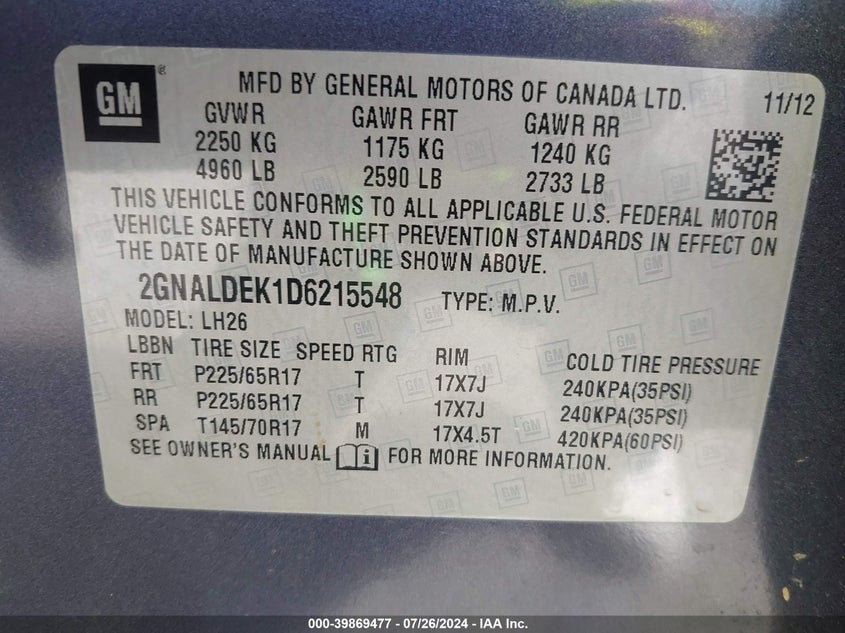 GM ®
MFD BY GENERAL MOTORS OF CANADA LTD.
11/12
GVWR GAWR FRT GAWR RR
2250 KG 1175 KG 1240 KG
4960 LB 2590 LB 2733 LB
THIS VEHICLE CONFORMS TO ALL APPLICABLE U.S. FEDERAL MOTOR
VEHICLE SAFETY AND THEFT PREVENTION STANDARDS IN EFFECT ON
THE DATE OF MANUFACTURE SHOWN ABOVE.
2GNALDEK1D6215548 TYPE: M.P.V.
MODEL: LH26
LBBN TIRE SIZE SPEED RTG RIM COLD TIRE PRESSURE
FRT P225/65R17 T 17X7J 240KPA(35PSI)
RR P225/65R17 T 17X7J 240KPA(35PSI)
SPA T145/70R17 M 17X4.5T 420KPA(60PSI)
SEE OWNER'S MANUAL i FOR MORE INFORMATION.
000-39869477 - 07/26/2024 - IAA Inc.